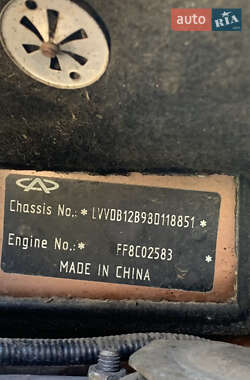 auto RIA
Chassis No.: * LVVDB12B93D118851 *
Engine No.: * FF8C02583 *
MADE IN CHINA